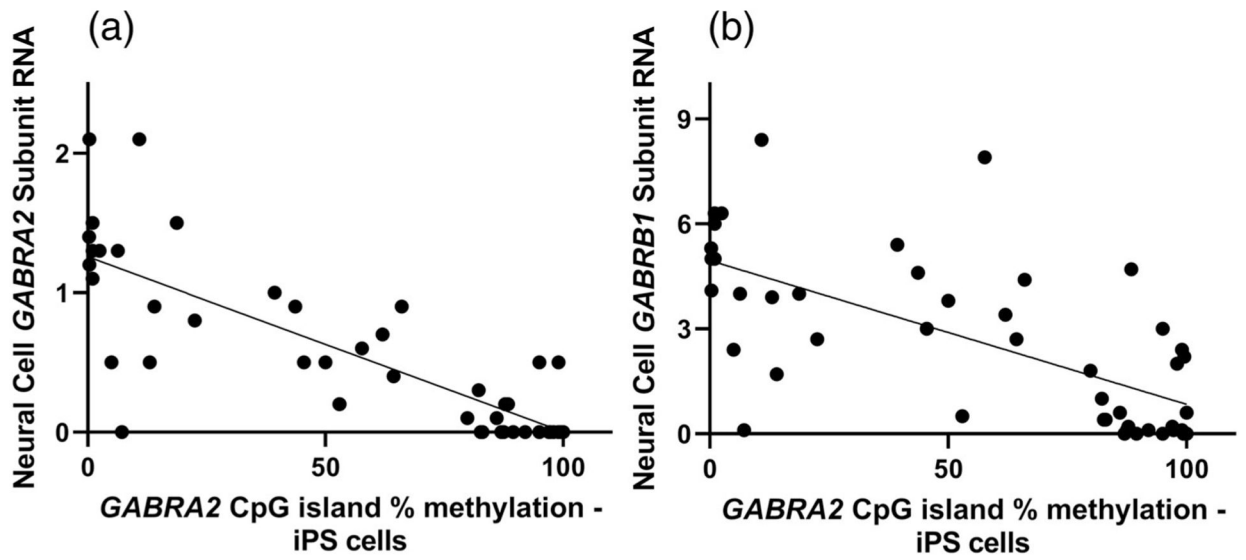 (a)
Neural Cell GABRA2 Subunit RNA
2
1
0
0
50
100
GABRA2 CpG island % methylation -
iPS cells
(b)
Neural Cell GABRB1 Subunit RNA
9
6
3
0
0
50
100
GABRA2 CpG island % methylation -
iPS cells